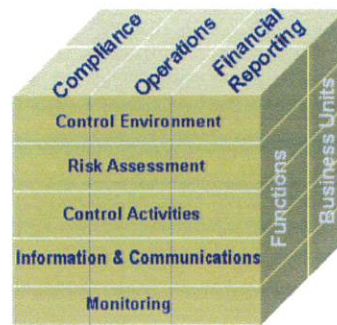 Compliance
Operations
Financial
Reporting
Control Environment
Risk Assessment
Control Activities
Information & Communications
Monitoring
Functions
Business Units